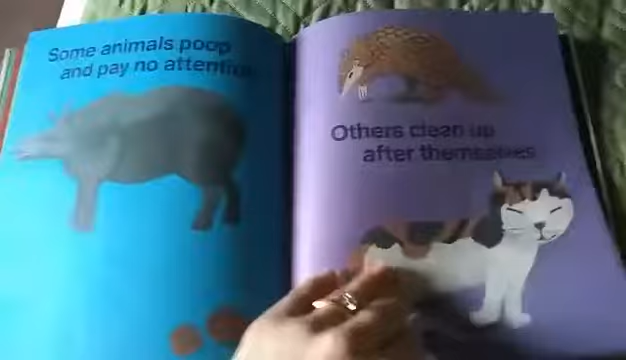 Some animals poop
and pay no attention
Others clean up
after themselves